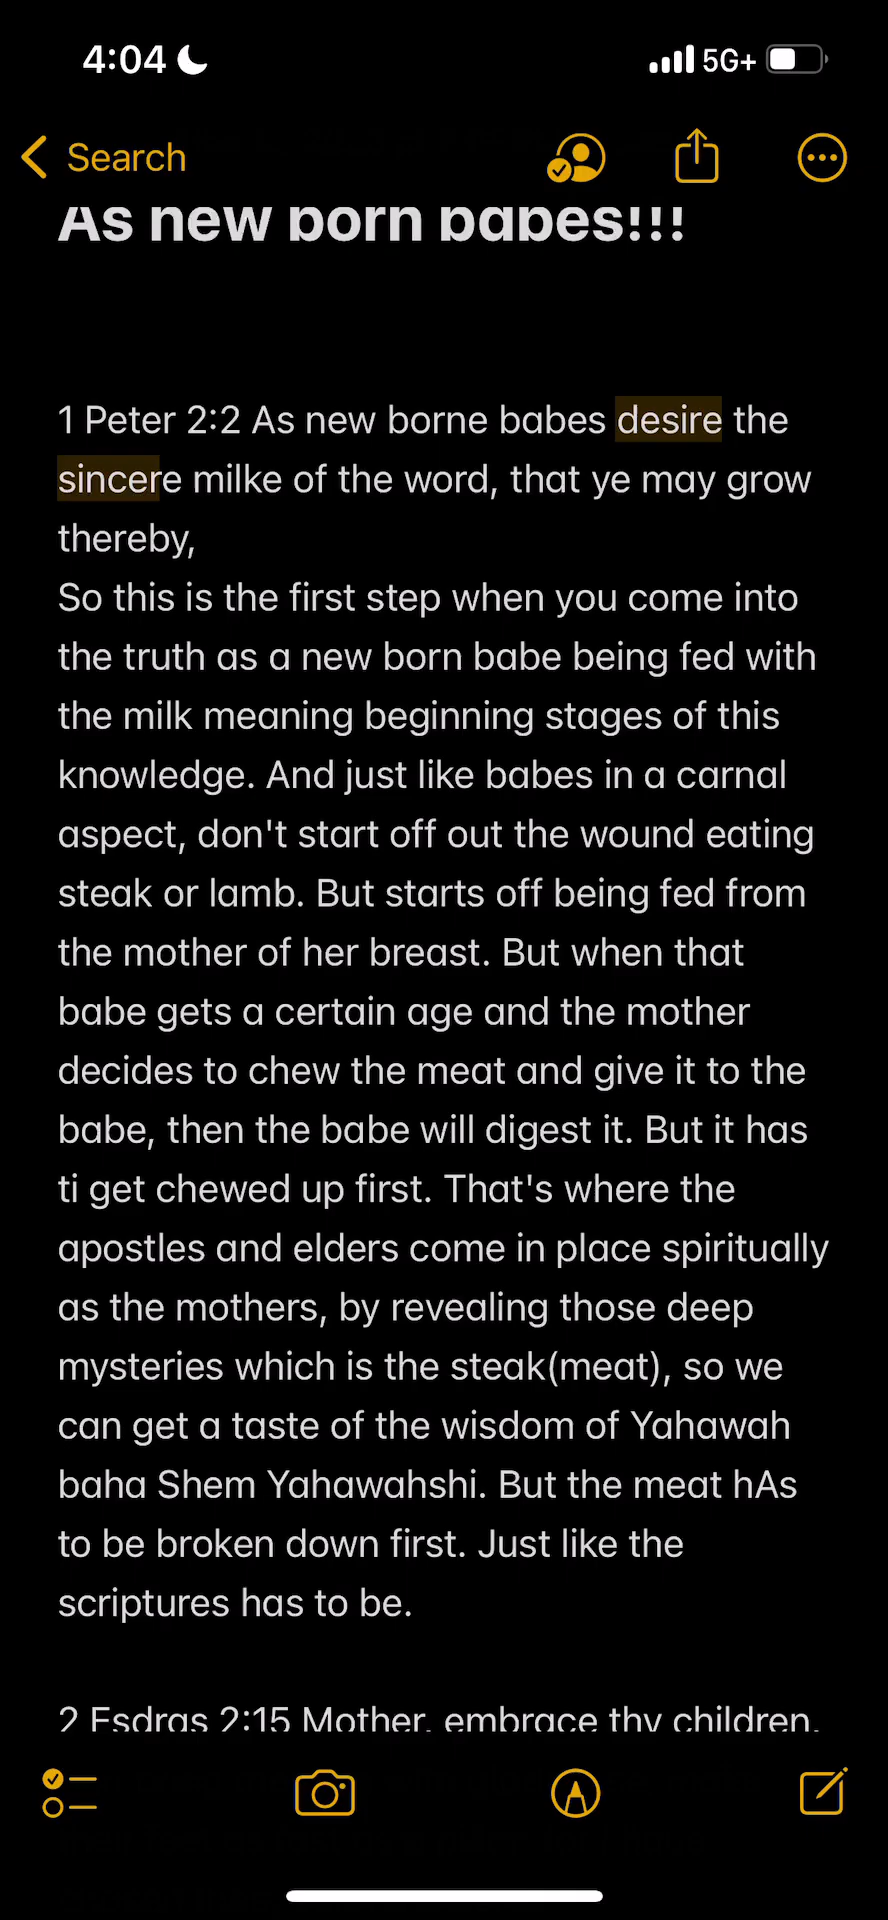 4:04
5G+
Search
As new born babes!!!
1 Peter 2:2 As new borne babes desire the
sincere milke of the word, that ye may grow
thereby,
So this is the first step when you come into
the truth as a new born babe being fed with
the milk meaning beginning stages of this
knowledge. And just like babes in a carnal
aspect, don't start off out the wound eating
steak or lamb. But starts off being fed from
the mother of her breast. But when that
babe gets a certain age and the mother
decides to chew the meat and give it to the
babe, then the babe will digest it. But it has
ti get chewed up first. That's where the
apostles and elders come in place spiritually
as the mothers, by revealing those deep
mysteries which is the steak(meat), so we
can get a taste of the wisdom of Yahawah
baha Shem Yahawahshi. But the meat hAs
to be broken down first. Just like the
scriptures has to be.
2 Esdras 2:15 Mother, embrace thy children,